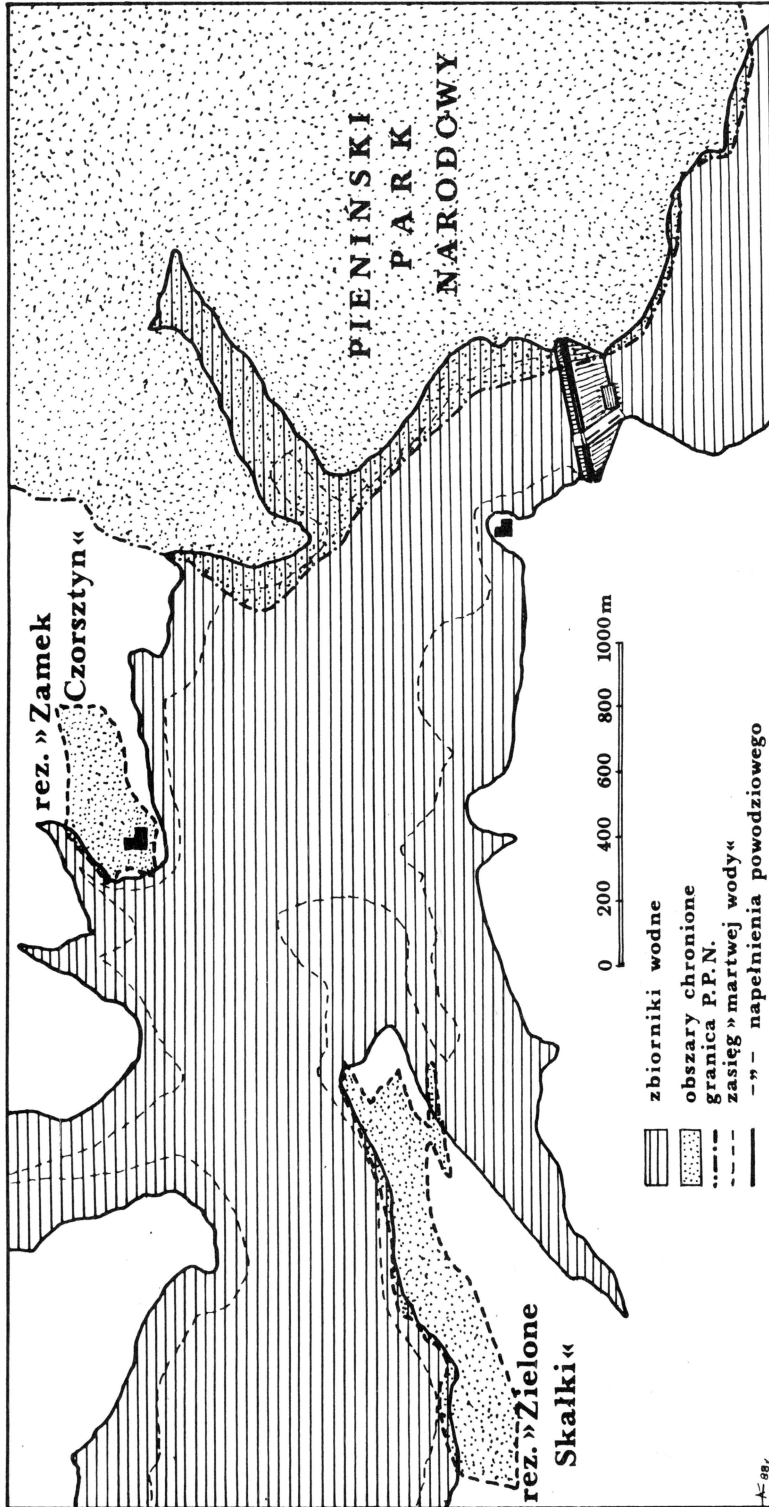 rez. »Zamek
Czorsztyn«
PIENIŃSKI
PARK
NARODOWY
rez. »Zielone
Skałki«
0 200 400 600 800 1000 m
zbiorniki wodne
obszary chronione
granica P.P.N.
zasięg »martwej wody«
-"- napełnienia powodziowego